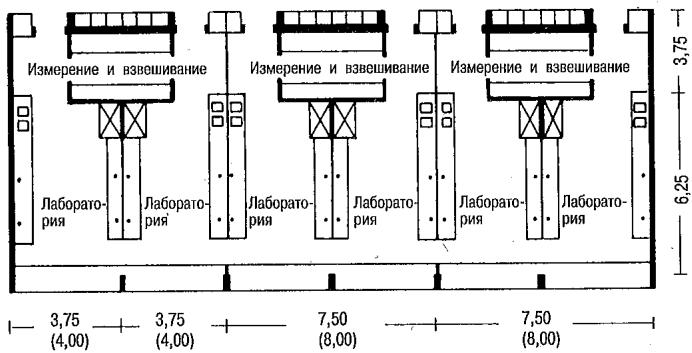 Измерение и взвешивание
Измерение и взвешивание
Измерение и взвешивание
3,75
Лаборато-
рия
Лаборато-
рия
Лаборато-
рия
Лаборато-
рия
Лаборато-
рия
Лаборато-
рия
6,25
3,75
(4,00)
3,75
(4,00)
7,50
(8,00)
7,50
(8,00)